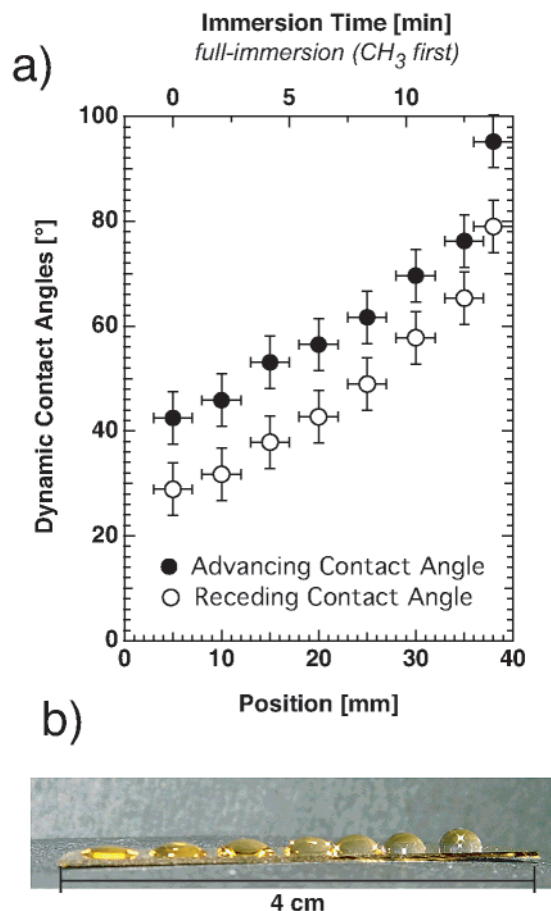 Immersion Time [min]
full-immersion (CH₃ first)
a)
0 5 10
100
80
60
40
20
0
Dynamic Contact Angles [°]
● Advancing Contact Angle
○ Receding Contact Angle
0 10 20 30 40
Position [mm]
b)
4 cm